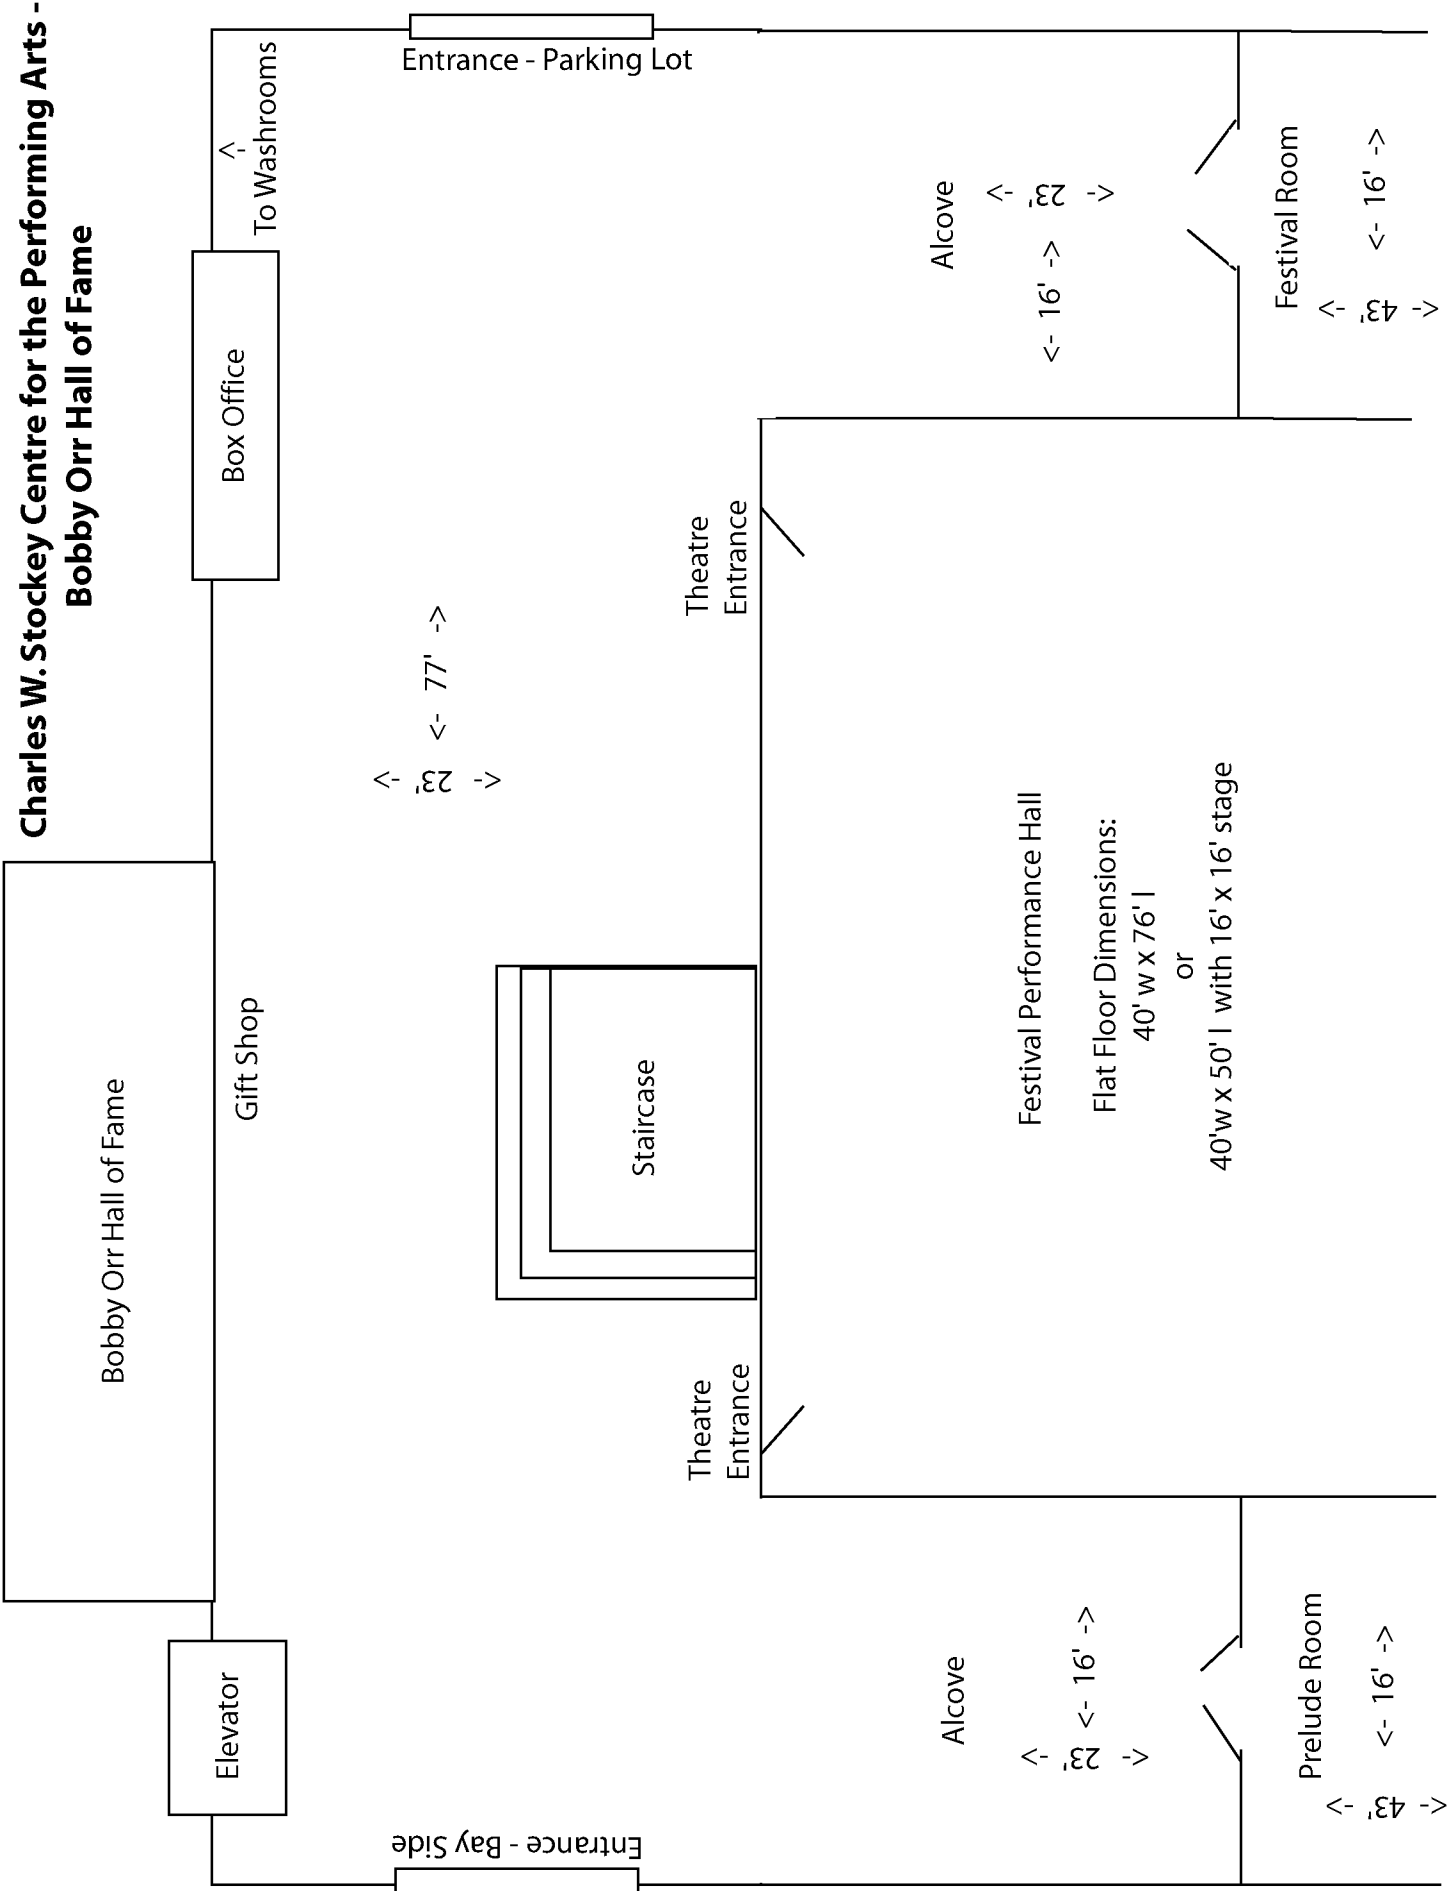 Charles W. Stockey Centre for the Performing Arts -
Bobby Orr Hall of Fame
Bobby Orr Hall of Fame
Elevator
Gift Shop
Box Office
<-
To Washrooms
Entrance - Bay Side
Entrance - Parking Lot
<- 23' ->
<- 77' ->
Staircase
Theatre
Entrance
Theatre
Entrance
Alcove
<- 23' ->
<- 16' ->
Alcove
<- 16' ->
<- 23' ->
Festival Performance Hall
Flat Floor Dimensions:
40' w x 76' l
or
40'w x 50' l with 16' x 16' stage
Prelude Room
<- 43' ->
<- 16' ->
Festival Room
<- 43' ->
<- 16' ->